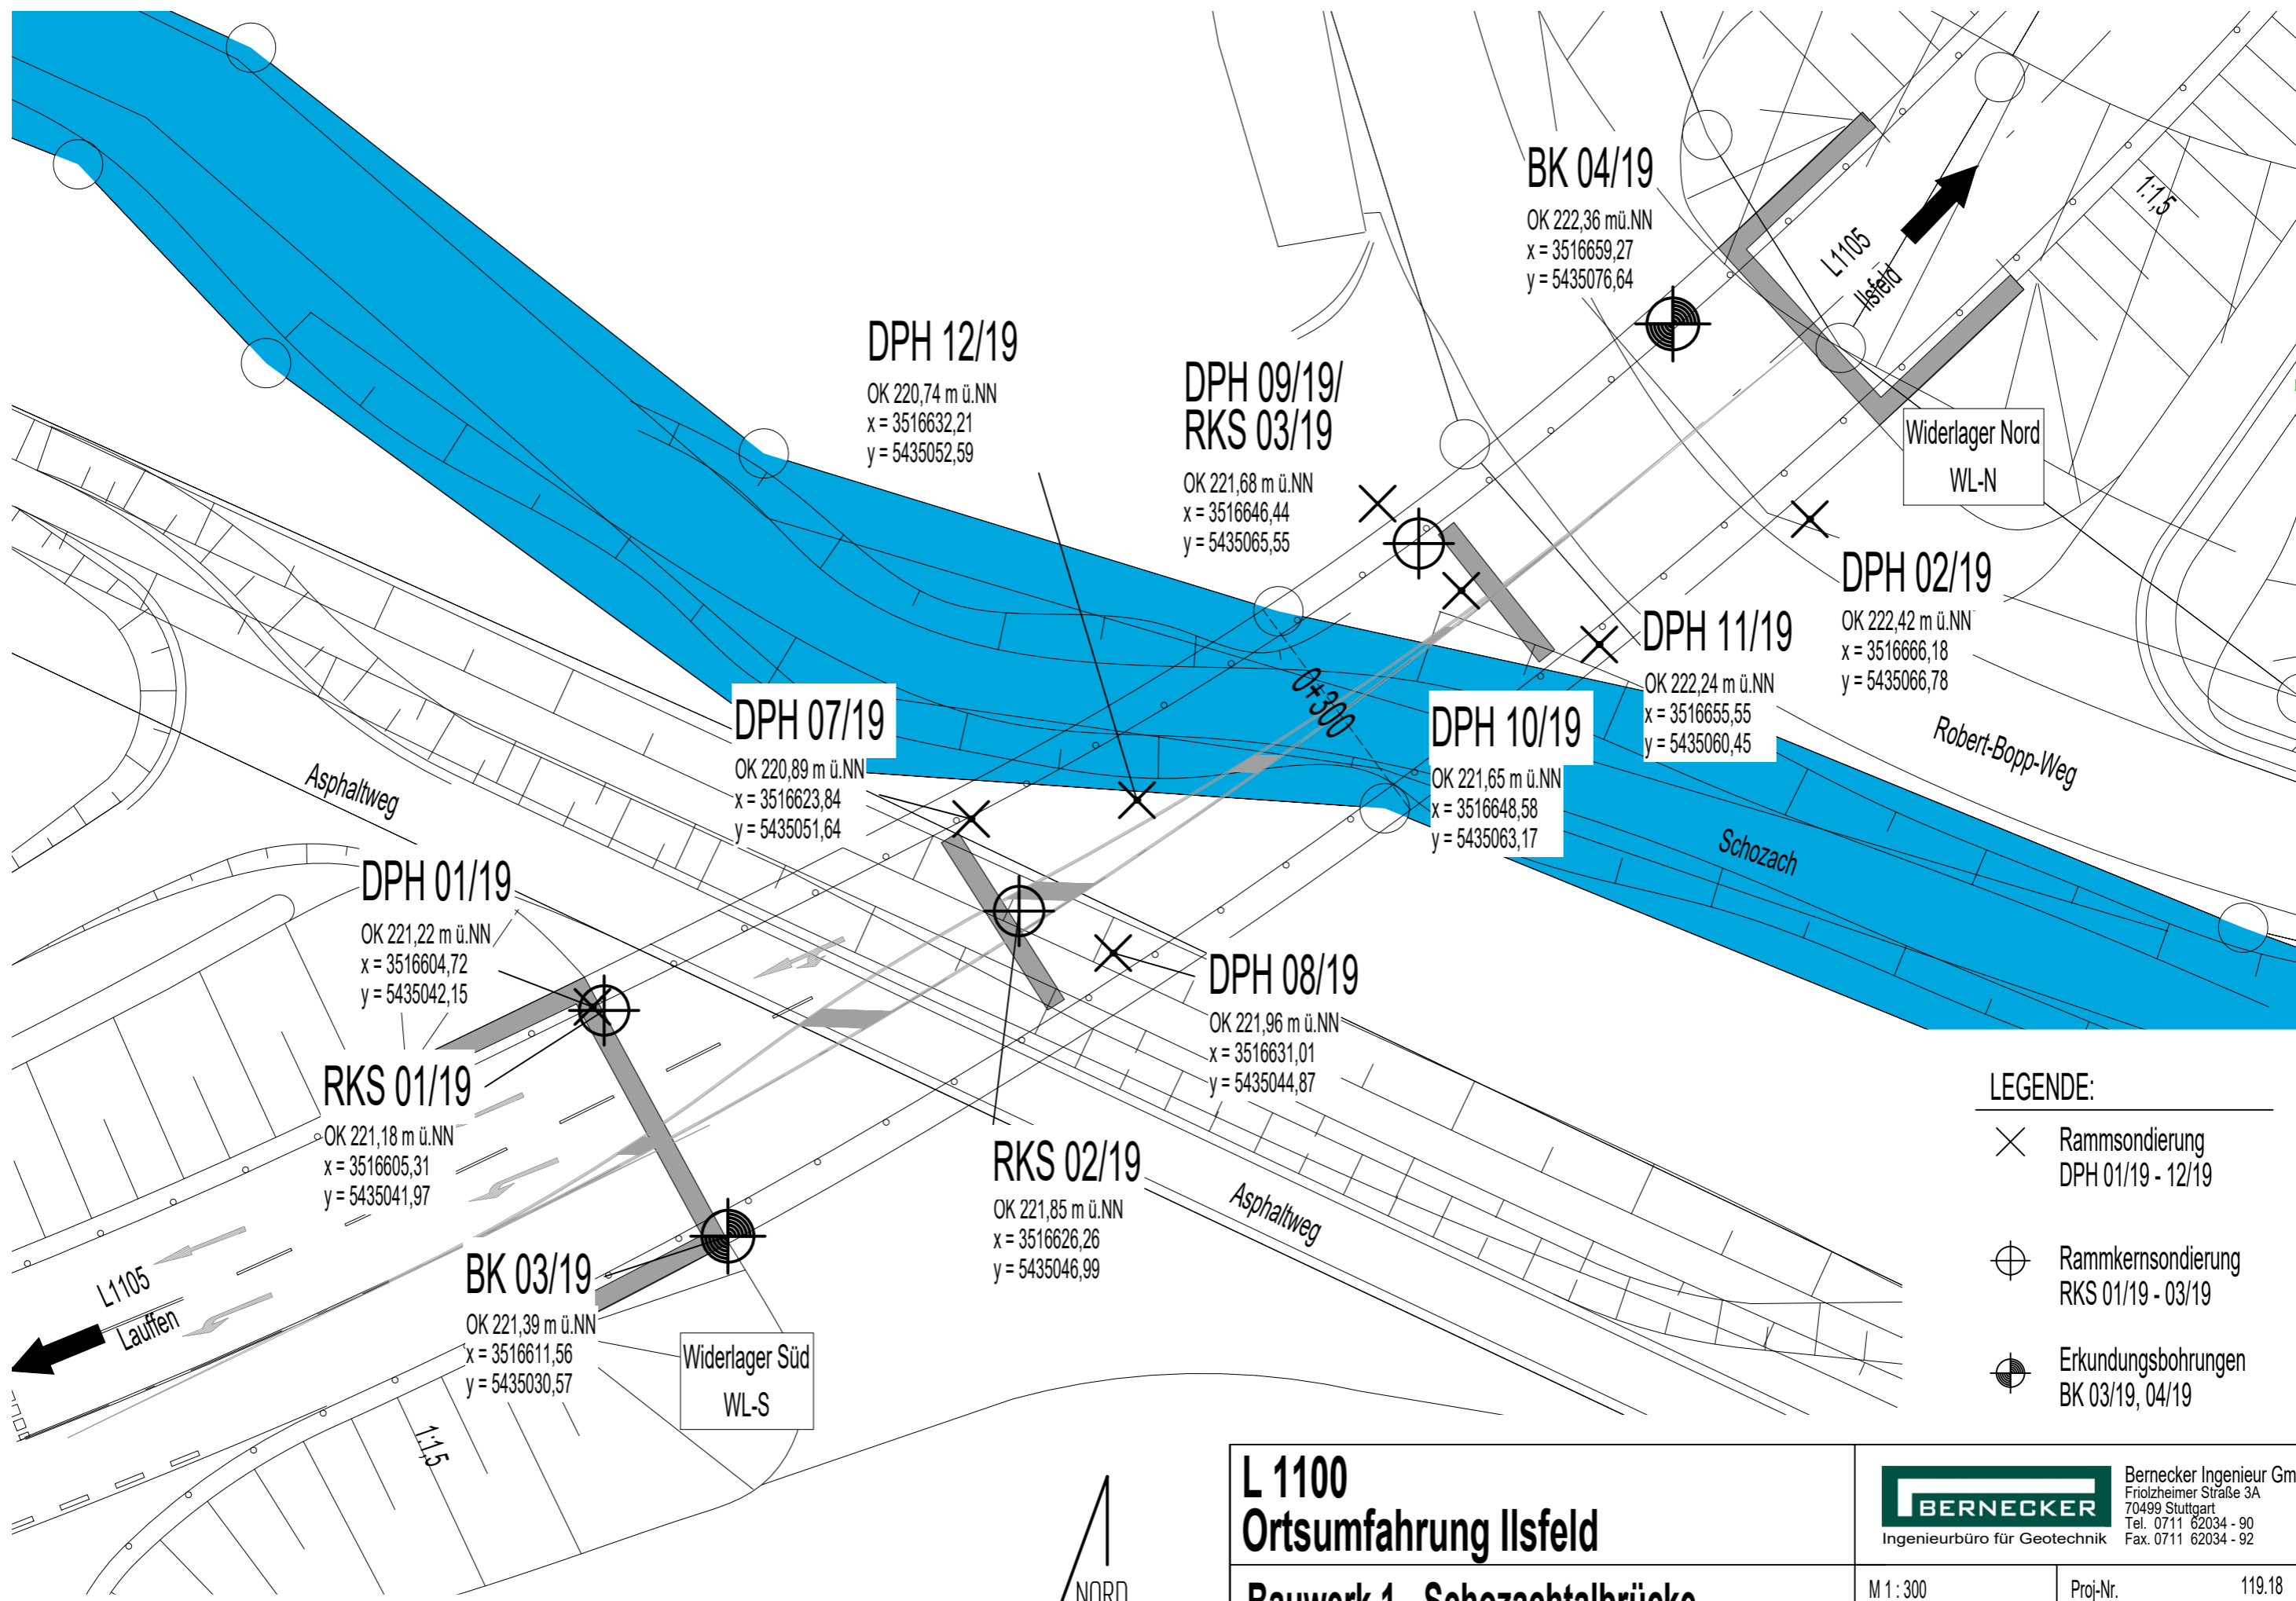 BK 04/19
OK 222,36 mü.NN
x = 3516659,27
y = 5435076,64
1:1,5
L1105
Ilsfeld
DPH 12/19
OK 220,74 m ü.NN
x = 3516632,21
y = 5435052,59
DPH 09/19/
RKS 03/19
OK 221,68 m ü.NN
x = 3516646,44
y = 5435065,55
Widerlager Nord
WL-N
DPH 02/19
OK 222,42 m ü.NN
x = 3516666,18
y = 5435066,78
DPH 11/19
OK 222,24 m ü.NN
x = 3516655,55
y = 5435060,45
0+300
DPH 07/19
OK 220,89 m ü.NN
x = 3516623,84
y = 5435051,64
DPH 10/19
OK 221,65 m ü.NN
x = 3516648,58
y = 5435063,17
Robert-Bopp-Weg
Schozach
Asphaltweg
DPH 01/19
OK 221,22 m ü.NN
x = 3516604,72
y = 5435042,15
DPH 08/19
OK 221,96 m ü.NN
x = 3516631,01
y = 5435044,87
RKS 01/19
OK 221,18 m ü.NN
x = 3516605,31
y = 5435041,97
RKS 02/19
OK 221,85 m ü.NN
x = 3516626,26
y = 5435046,99
Asphaltweg
BK 03/19
OK 221,39 m ü.NN
x = 3516611,56
y = 5435030,57
L1105
Lauffen
Widerlager Süd
WL-S
1:1,5
LEGENDE:
Rammsondierung
DPH 01/19 - 12/19
Rammkernsondierung
RKS 01/19 - 03/19
Erkundungsbohrungen
BK 03/19, 04/19
NORD
L 1100
Ortsumfahrung Ilsfeld
Bauwerk 1 - Schozachtalbrücke
BERNECKER
Ingenieurbüro für Geotechnik
Bernecker Ingenieur Gm
Friolzheimer Straße 3A
70499 Stuttgart
Tel. 0711 62034 - 90
Fax. 0711 62034 - 92
M 1 : 300
Proj-Nr. 119.18